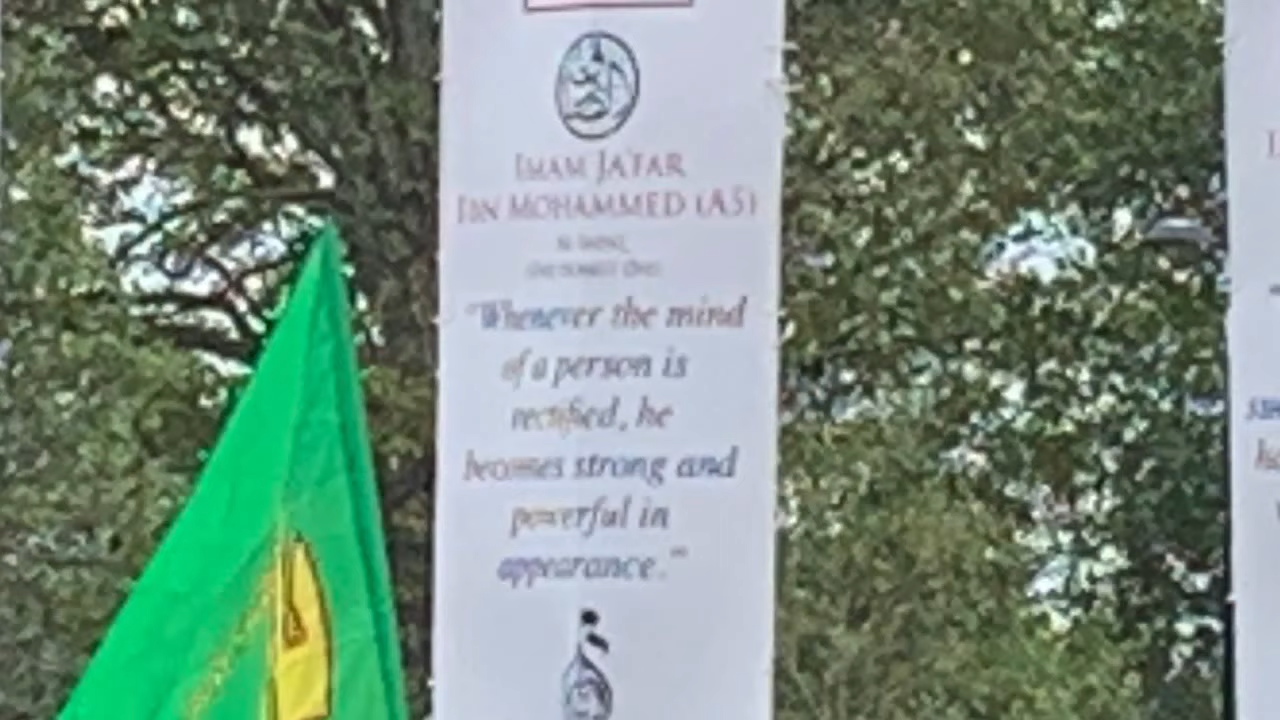 IMAM JA'FAR
IBN MOHAMMED (AS)
"Whenever the mind
of a person is
rectified, he
becomes strong and
powerful in
appearance."